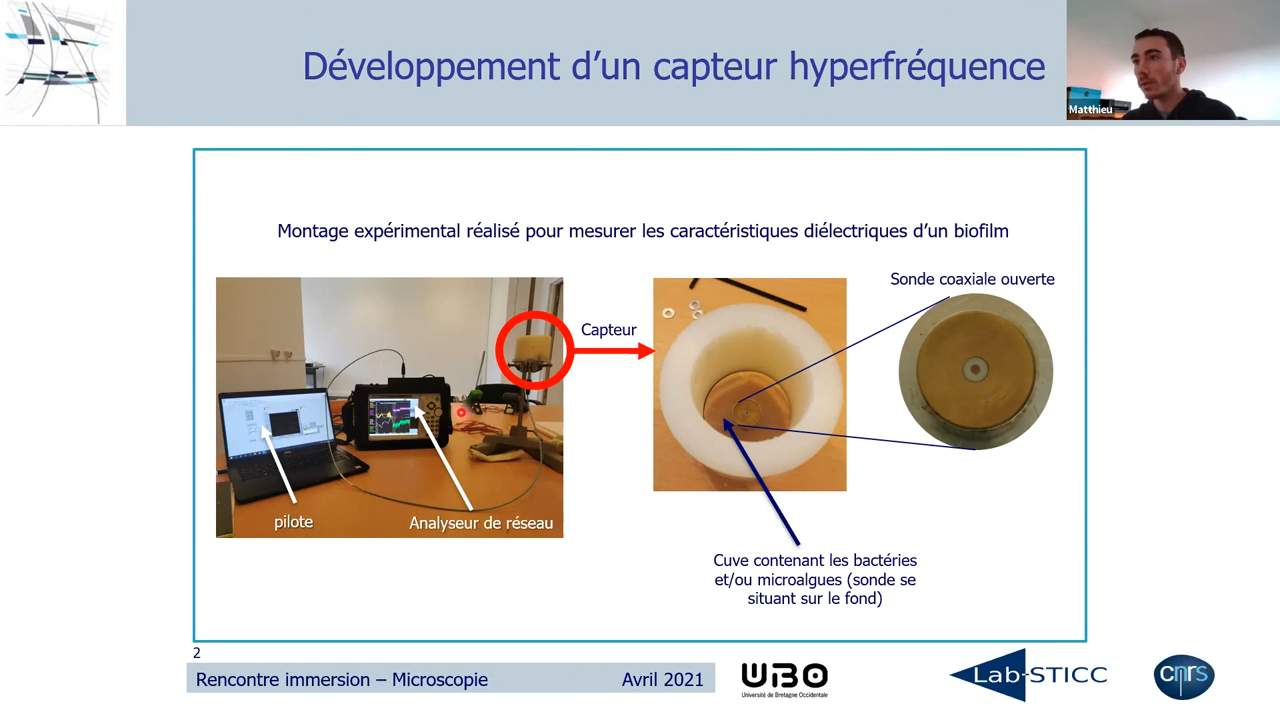 Développement d'un capteur hyperfréquence
Matthieu
Montage expérimental réalisé pour mesurer les caractéristiques diélectriques d'un biofilm
Sonde coaxiale ouverte
Capteur
pilote
Analyseur de réseau
Cuve contenant les bactéries
et/ou microalgues (sonde se
situant sur le fond)
2
Rencontre immersion – Microscopie
Avril 2021
UBO
Université de Bretagne Occidentale
Lab-STICC
cnrs